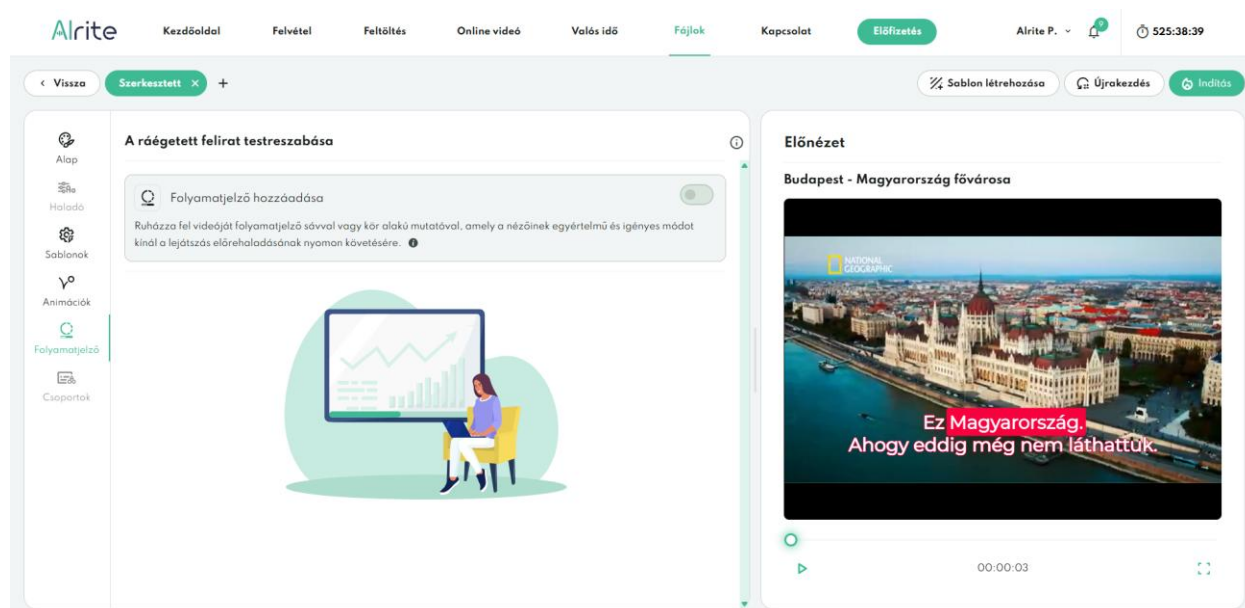 Alrite
Kezdőoldal
Felvétel
Feltöltés
Online videó
Valós idő
Fájlok
Kapcsolat
Előfizetés
Alrite P.
9
525:38:39
Vissza
Szerkesztett
Sablon létrehozása
Újrakezdés
Indítás
Alap
Haladó
Sablonok
Animációk
Folyamatjelző
Csoportok
A ráégetett felirat testreszabása
Folyamatjelző hozzáadása
Ruházza fel videóját folyamatjelző sávval vagy kör alakú mutatóval, amely a nézőinek egyértelmű és igényes módot
kínál a lejátszás előrehaladásának nyomon követésére.
Előnézet
Budapest - Magyarország fővárosa
NATIONAL
GEOGRAPHIC
Ez Magyarország.
Ahogy eddig még nem láthattuk.
00:00:03